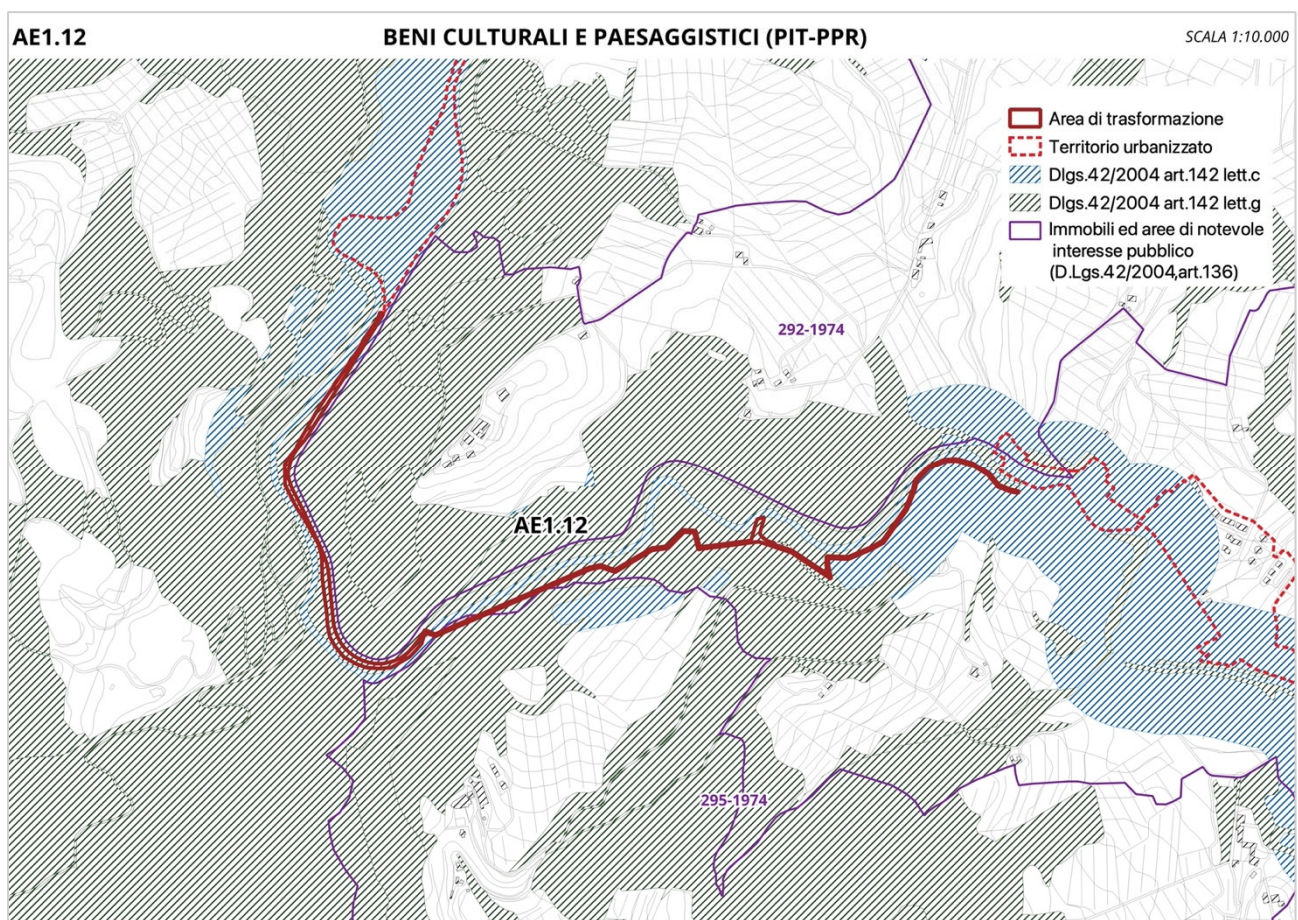 AE1.12
BENI CULTURALI E PAESAGGISTICI (PIT-PPR)
SCALA 1:10.000
Area di trasformazione
Territorio urbanizzato
Dlgs.42/2004 art.142 lett.c
Dlgs.42/2004 art.142 lett.g
Immobili ed aree di notevole
interesse pubblico
(D.Lgs.42/2004,art.136)
292-1974
AE1.12
295-1974